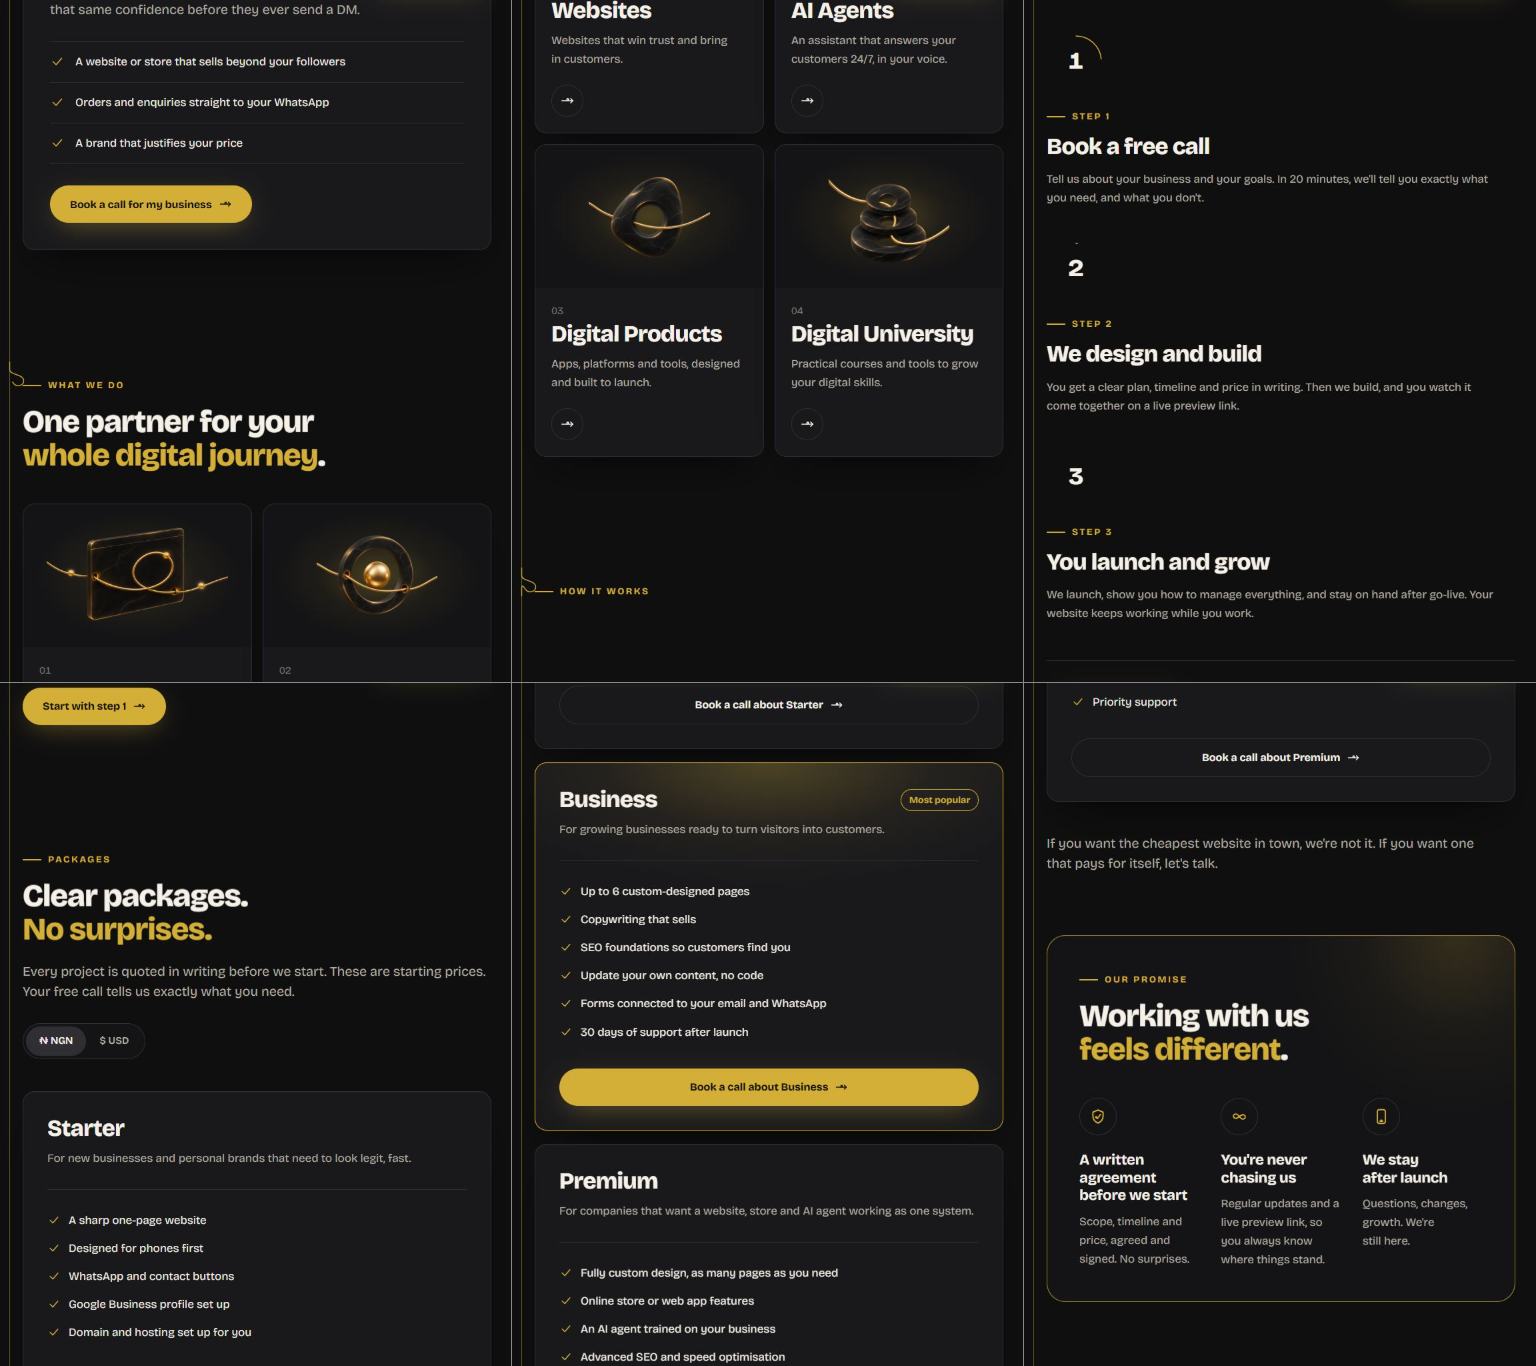 that same confidence before they ever send a DM.
A website or store that sells beyond your followers
Orders and enquiries straight to your WhatsApp
A brand that justifies your price
Book a call for my business
WHAT WE DO
One partner for your
whole digital journey.
01
02
Websites
Websites that win trust and bring
in customers.
AI Agents
An assistant that answers your
customers 24/7, in your voice.
03
Digital Products
Apps, platforms and tools, designed
and built to launch.
04
Digital University
Practical courses and tools to grow
your digital skills.
HOW IT WORKS
1
STEP 1
Book a free call
Tell us about your business and your goals. In 20 minutes, we'll tell you exactly what
you need, and what you don't.
2
STEP 2
We design and build
You get a clear plan, timeline and price in writing. Then we build, and you watch it
come together on a live preview link.
3
STEP 3
You launch and grow
We launch, show you how to manage everything, and stay on hand after go-live. Your
website keeps working while you work.
Start with step 1
PACKAGES
Clear packages.
No surprises.
Every project is quoted in writing before we start. These are starting prices.
Your free call tells us exactly what you need.
₦ NGN
$ USD
Starter
For new businesses and personal brands that need to look legit, fast.
A sharp one-page website
Designed for phones first
WhatsApp and contact buttons
Google Business profile set up
Domain and hosting set up for you
Book a call about Starter
Business
Most popular
For growing businesses ready to turn visitors into customers.
Up to 6 custom-designed pages
Copywriting that sells
SEO foundations so customers find you
Update your own content, no code
Forms connected to your email and WhatsApp
30 days of support after launch
Book a call about Business
Premium
For companies that want a website, store and AI agent working as one system.
Fully custom design, as many pages as you need
Online store or web app features
An AI agent trained on your business
Advanced SEO and speed optimisation
Priority support
Book a call about Premium
If you want the cheapest website in town, we're not it. If you want one
that pays for itself, let's talk.
OUR PROMISE
Working with us
feels different.
A written
agreement
before we start
Scope, timeline and
price, agreed and
signed. No surprises.
You're never
chasing us
Regular updates and a
live preview link, so
you always know
where things stand.
We stay
after launch
Questions, changes,
growth. We're
still here.